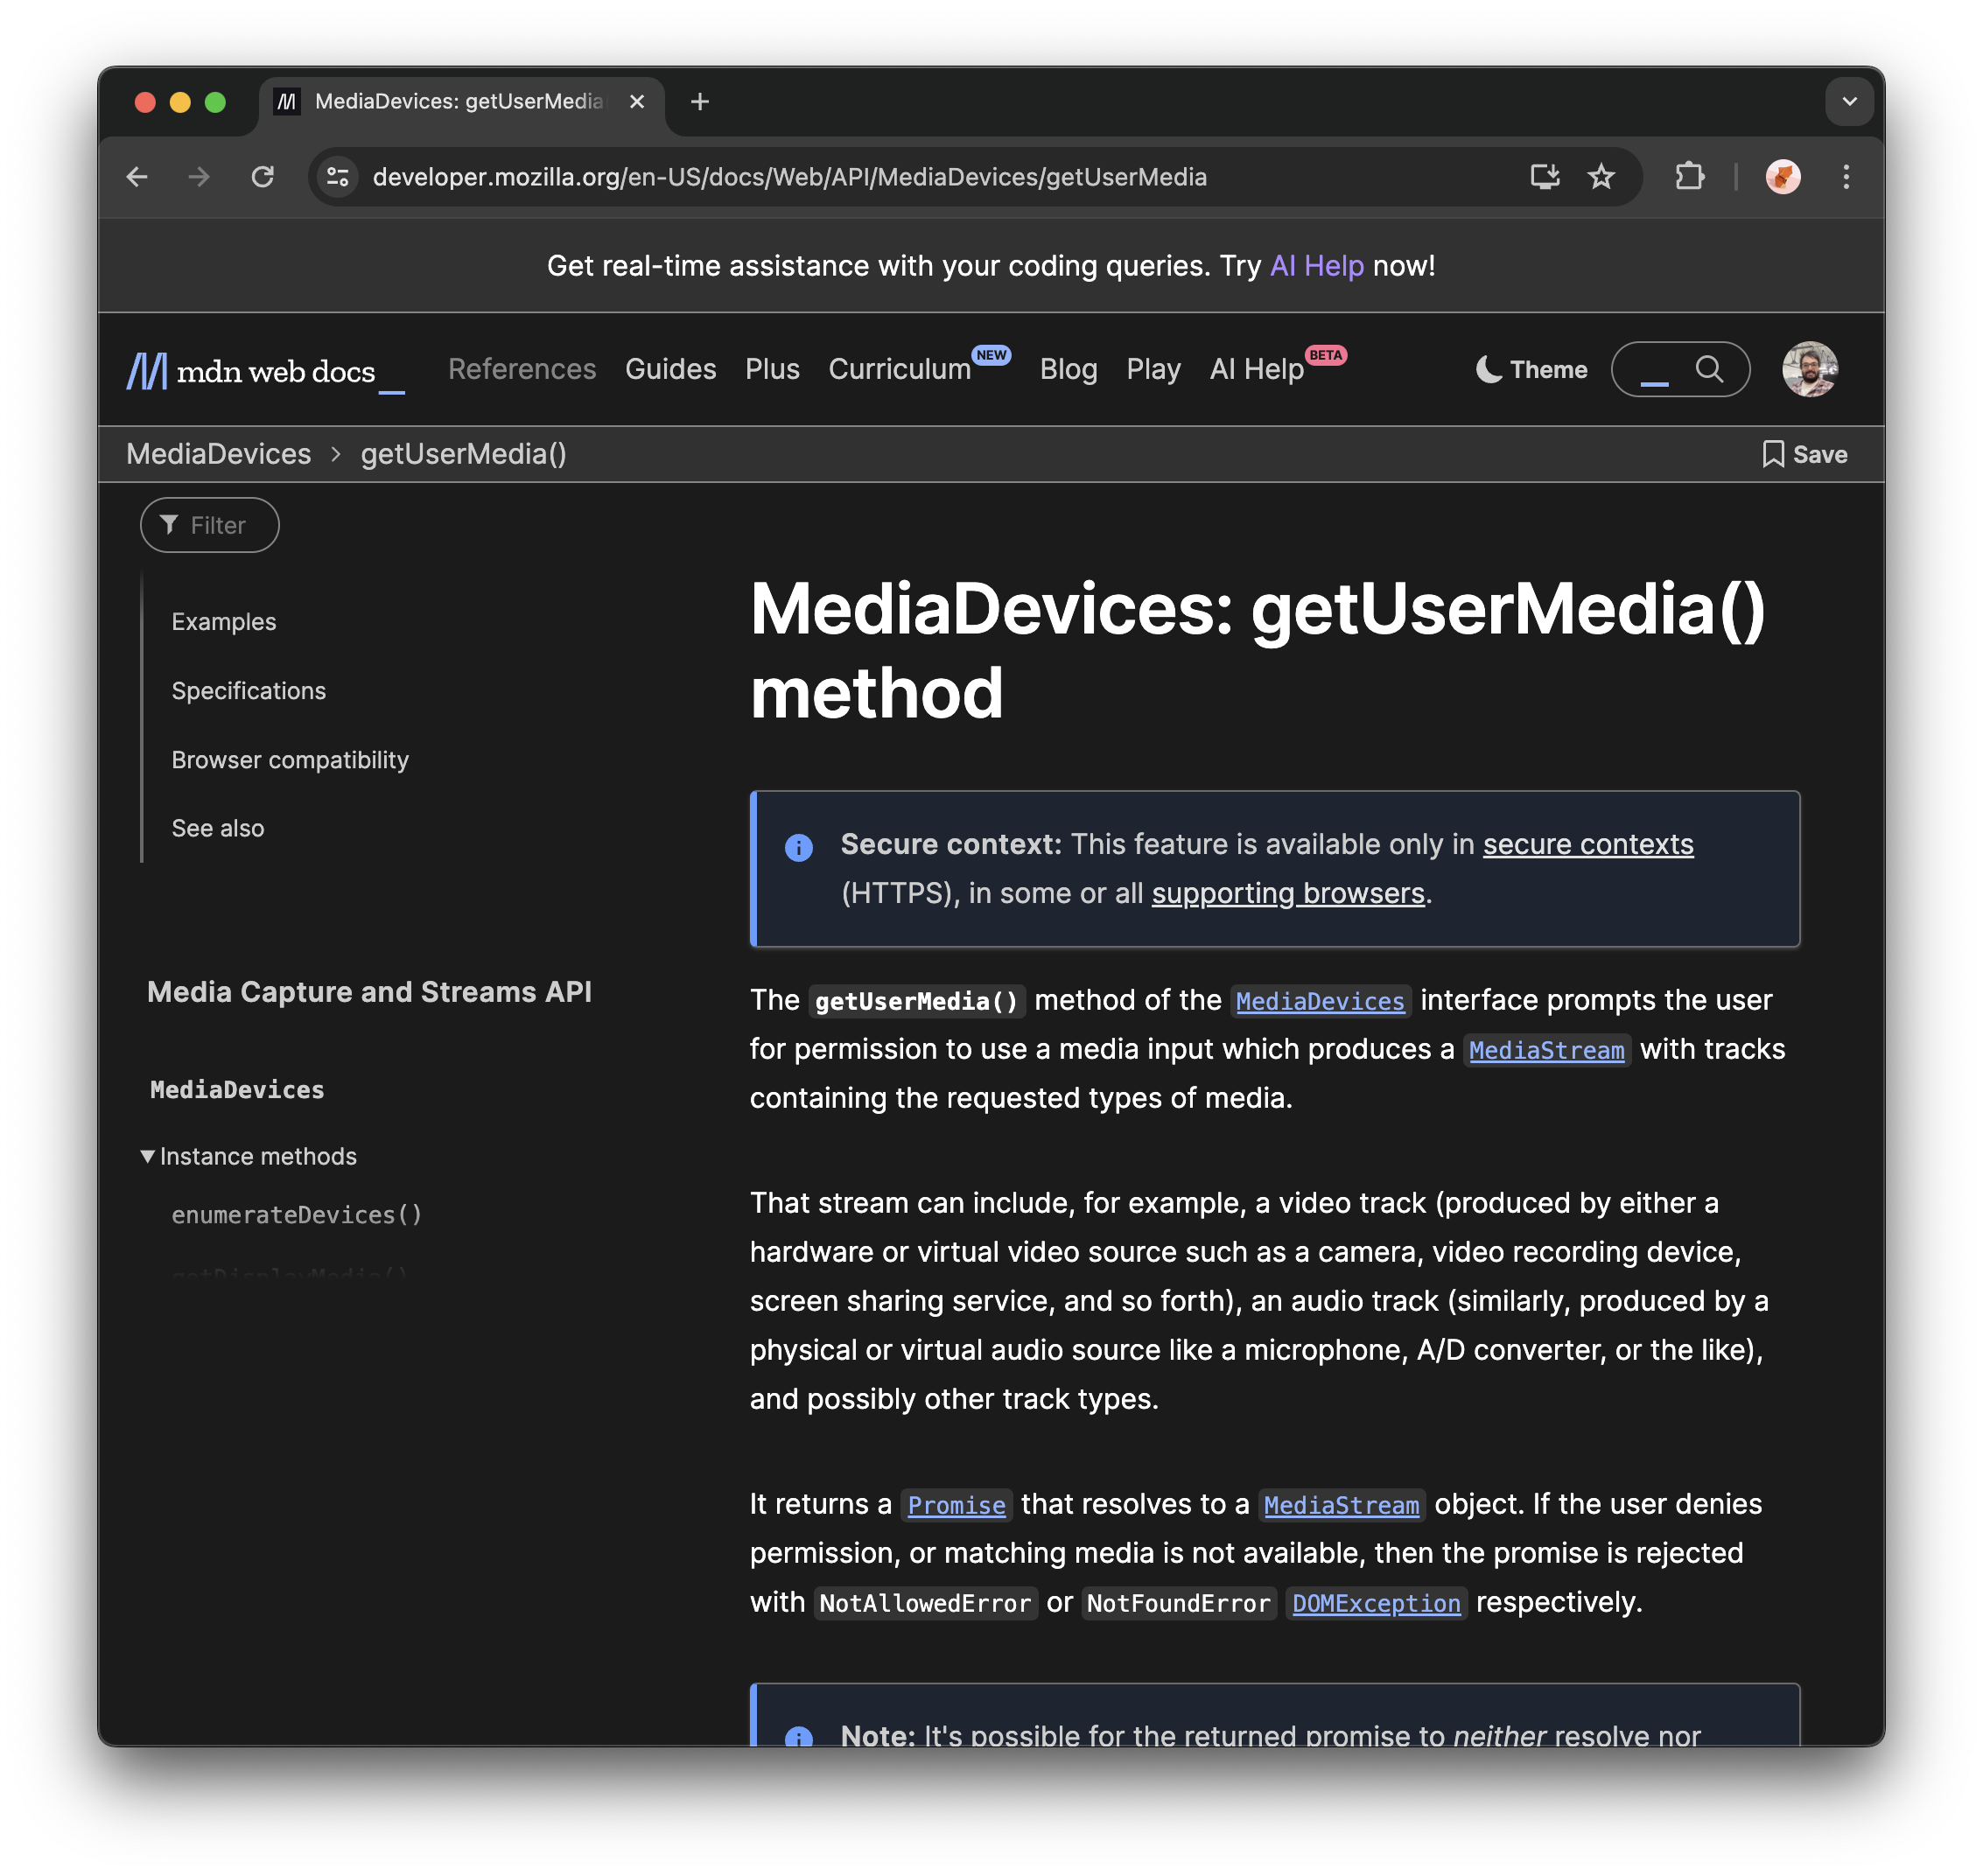 MediaDevices: getUserMedia
developer.mozilla.org/en-US/docs/Web/API/MediaDevices/getUserMedia
Get real-time assistance with your coding queries. Try AI Help now!
mdn web docs_
References Guides Plus Curriculum NEW Blog Play AI Help BETA Theme
MediaDevices > getUserMedia() Save
Filter
Examples
Specifications
Browser compatibility
See also
Media Capture and Streams API
MediaDevices
Instance methods
enumerateDevices()
getDisplayMedia()
MediaDevices: getUserMedia()
method
Secure context: This feature is available only in secure contexts
(HTTPS), in some or all supporting browsers.
The getUserMedia() method of the MediaDevices interface prompts the user
for permission to use a media input which produces a MediaStream with tracks
containing the requested types of media.
That stream can include, for example, a video track (produced by either a
hardware or virtual video source such as a camera, video recording device,
screen sharing service, and so forth), an audio track (similarly, produced by a
physical or virtual audio source like a microphone, A/D converter, or the like),
and possibly other track types.
It returns a Promise that resolves to a MediaStream object. If the user denies
permission, or matching media is not available, then the promise is rejected
with NotAllowedError or NotFoundError DOMException respectively.
Note: It's possible for the returned promise to neither resolve nor